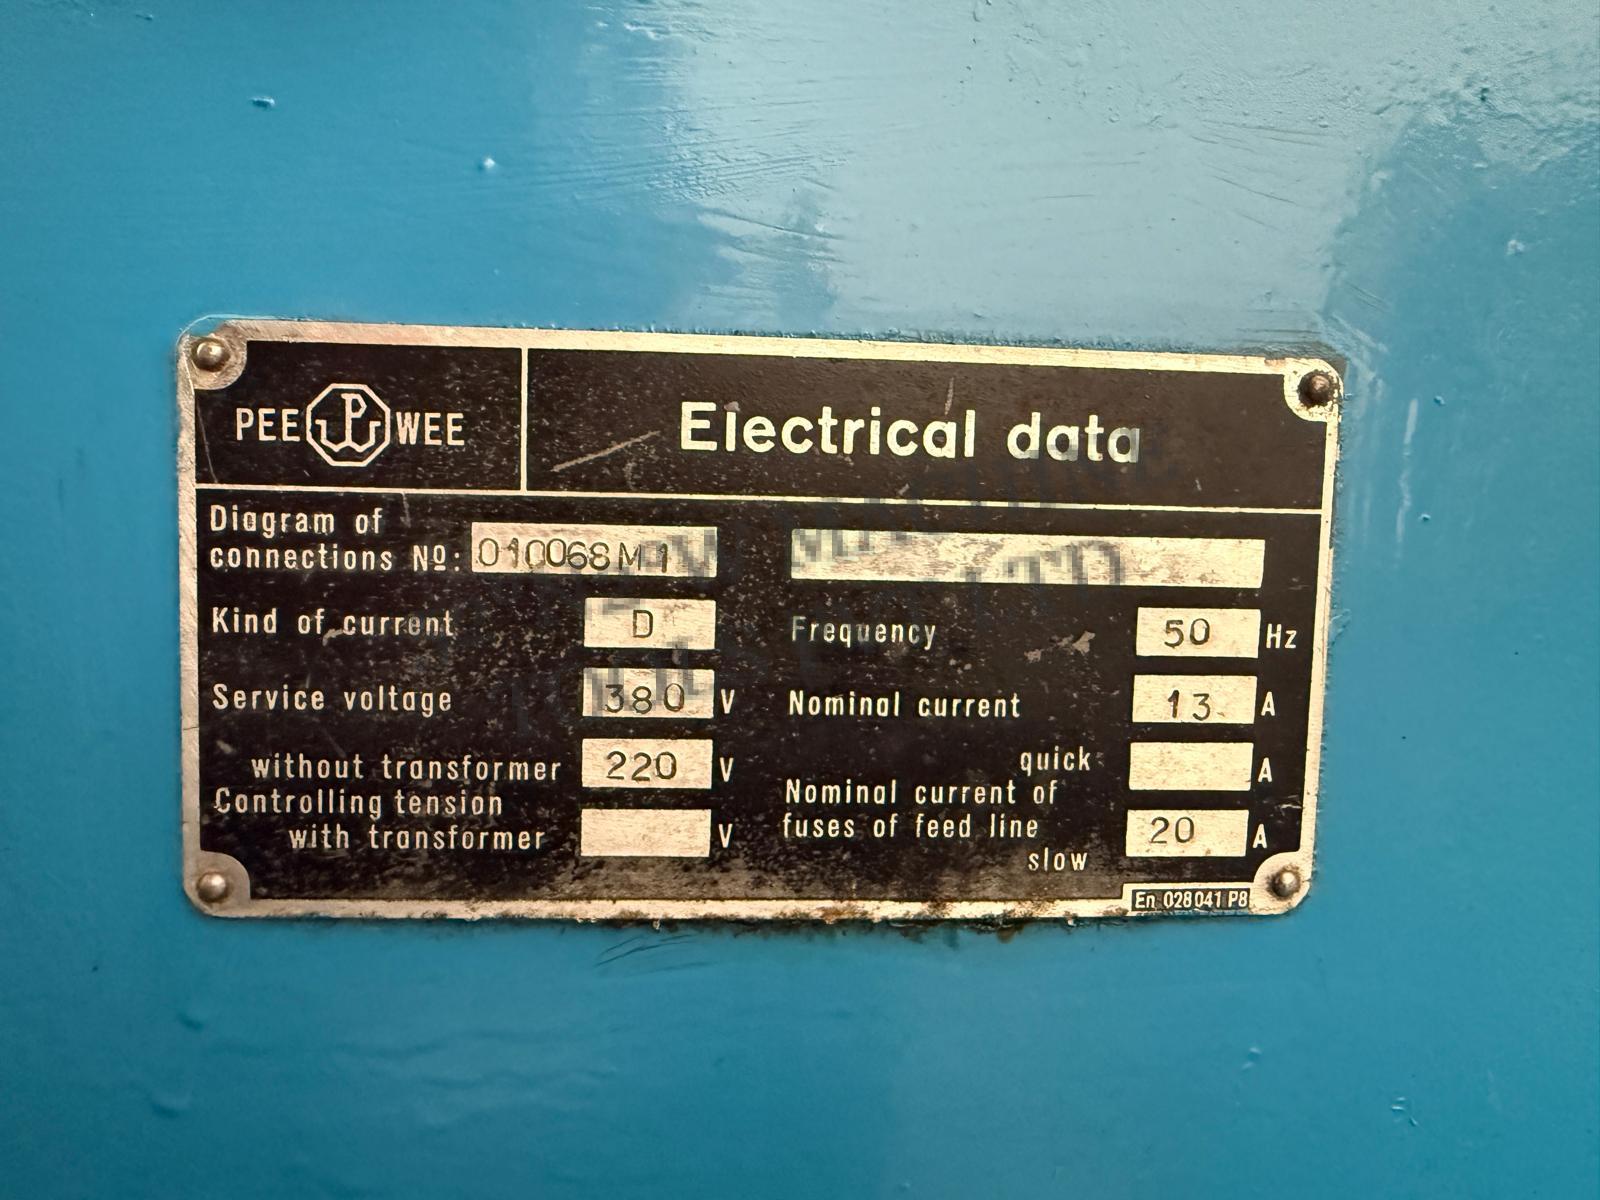 PEE WEE
Electrical data
Diagram of
connections Nº: 010068M1
Kind of current D
Frequency 50 Hz
Service voltage 380 V
Nominal current 13 A
without transformer 220 V
Controlling tension
with transformer V
quick A
Nominal current of
fuses of feed line 20 A
slow
En 028041 P8